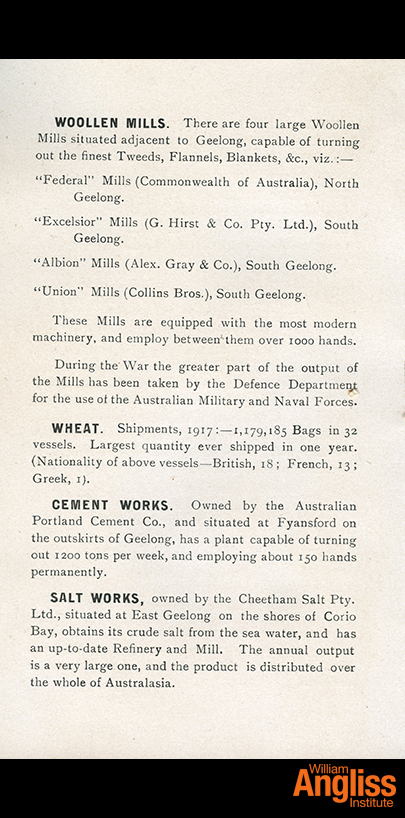 WOOLLEN MILLS. There are four large Woollen
Mills situated adjacent to Geelong, capable of turning
out the finest Tweeds, Flannels, Blankets, &c., viz.:—
"Federal" Mills (Commonwealth of Australia), North
Geelong.
"Excelsior" Mills (G. Hirst & Co. Pty. Ltd.), South
Geelong.
"Albion" Mills (Alex. Gray & Co.), South Geelong.
"Union" Mills (Collins Bros.), South Geelong.
These Mills are equipped with the most modern
machinery, and employ between them over 1000 hands.
During the War the greater part of the output of
the Mills has been taken by the Defence Department
for the use of the Australian Military and Naval Forces.
WHEAT. Shipments, 1917:—1,179,185 Bags in 32
vessels. Largest quantity ever shipped in one year.
(Nationality of above vessels—British, 18; French, 13;
Greek, 1).
CEMENT WORKS. Owned by the Australian
Portland Cement Co., and situated at Fyansford on
the outskirts of Geelong, has a plant capable of turning
out 1200 tons per week, and employing about 150 hands
permanently.
SALT WORKS, owned by the Cheetham Salt Pty.
Ltd., situated at East Geelong on the shores of Corio
Bay, obtains its crude salt from the sea water, and has
an up-to-date Refinery and Mill. The annual output
is a very large one, and the product is distributed over
the whole of Australasia.
William
Angliss
Institute